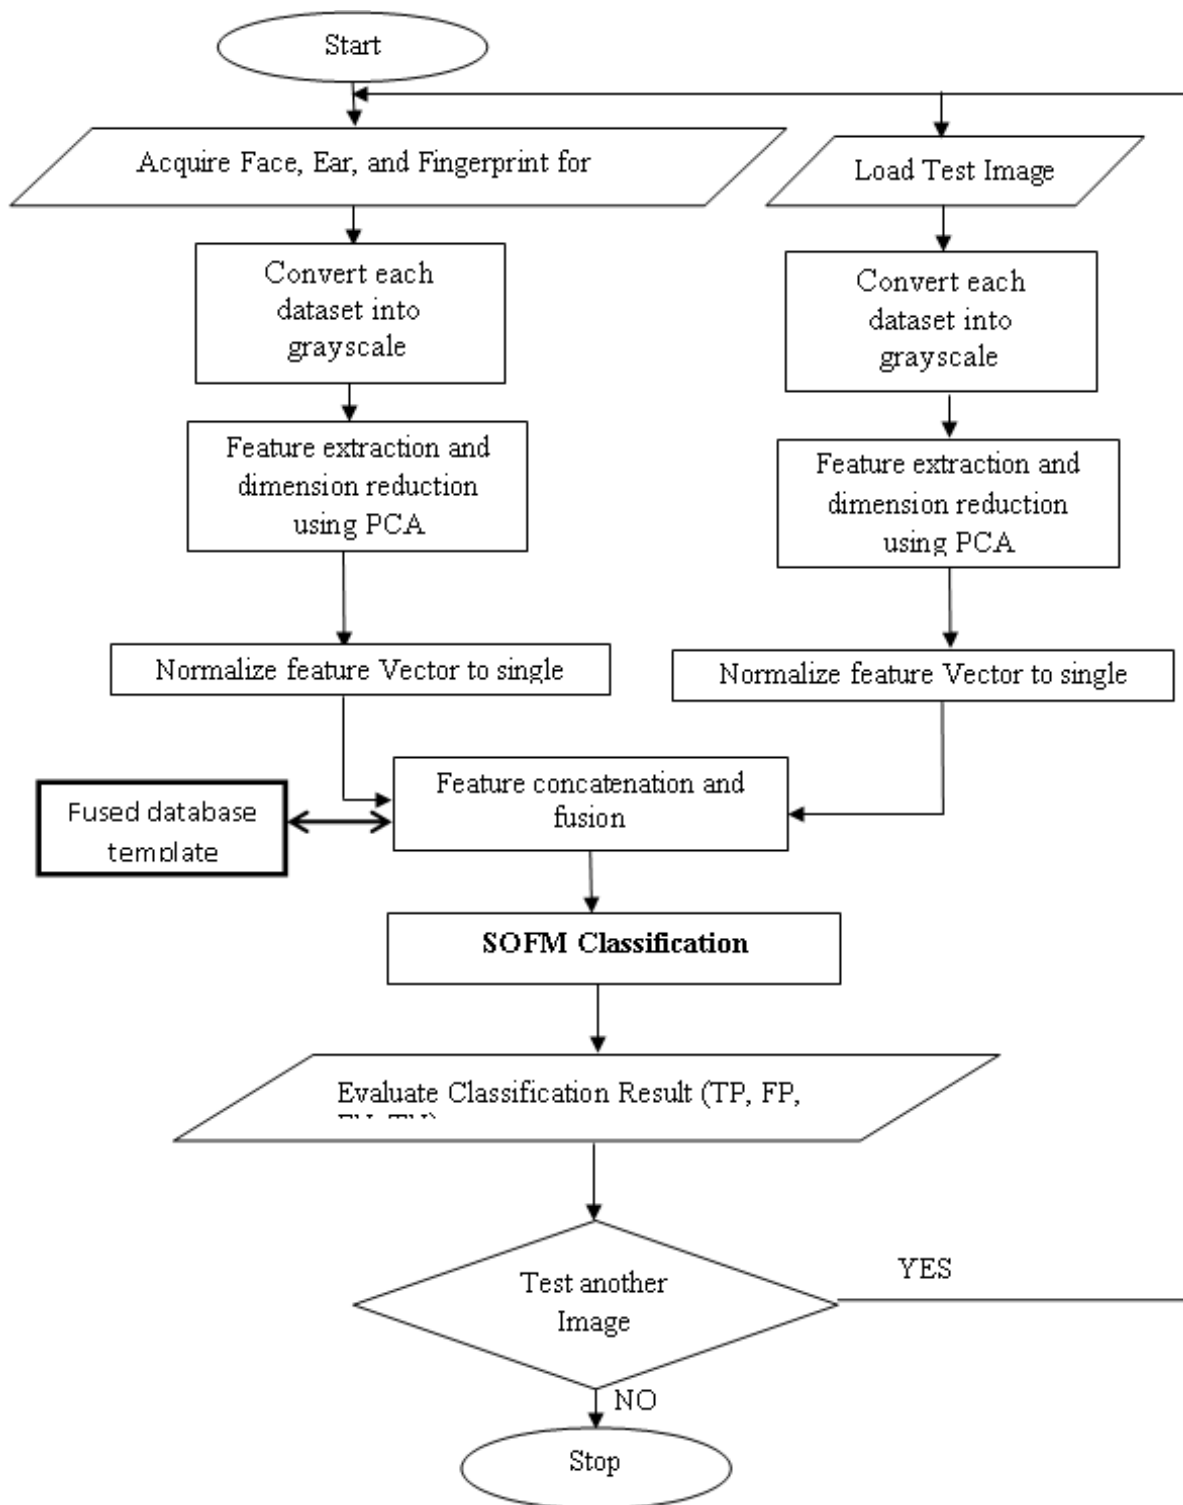 Start
Acquire Face, Ear, and Fingerprint for
Load Test Image
Convert each
dataset into
grayscale
Convert each
dataset into
grayscale
Feature extraction and
dimension reduction
using PCA
Feature extraction and
dimension reduction
using PCA
Normalize feature Vector to single
Normalize feature Vector to single
Feature concatenation and
fusion
Fused database
template
SOFM Classification
Evaluate Classification Result (TP, FP,
Test another
Image
YES
NO
Stop